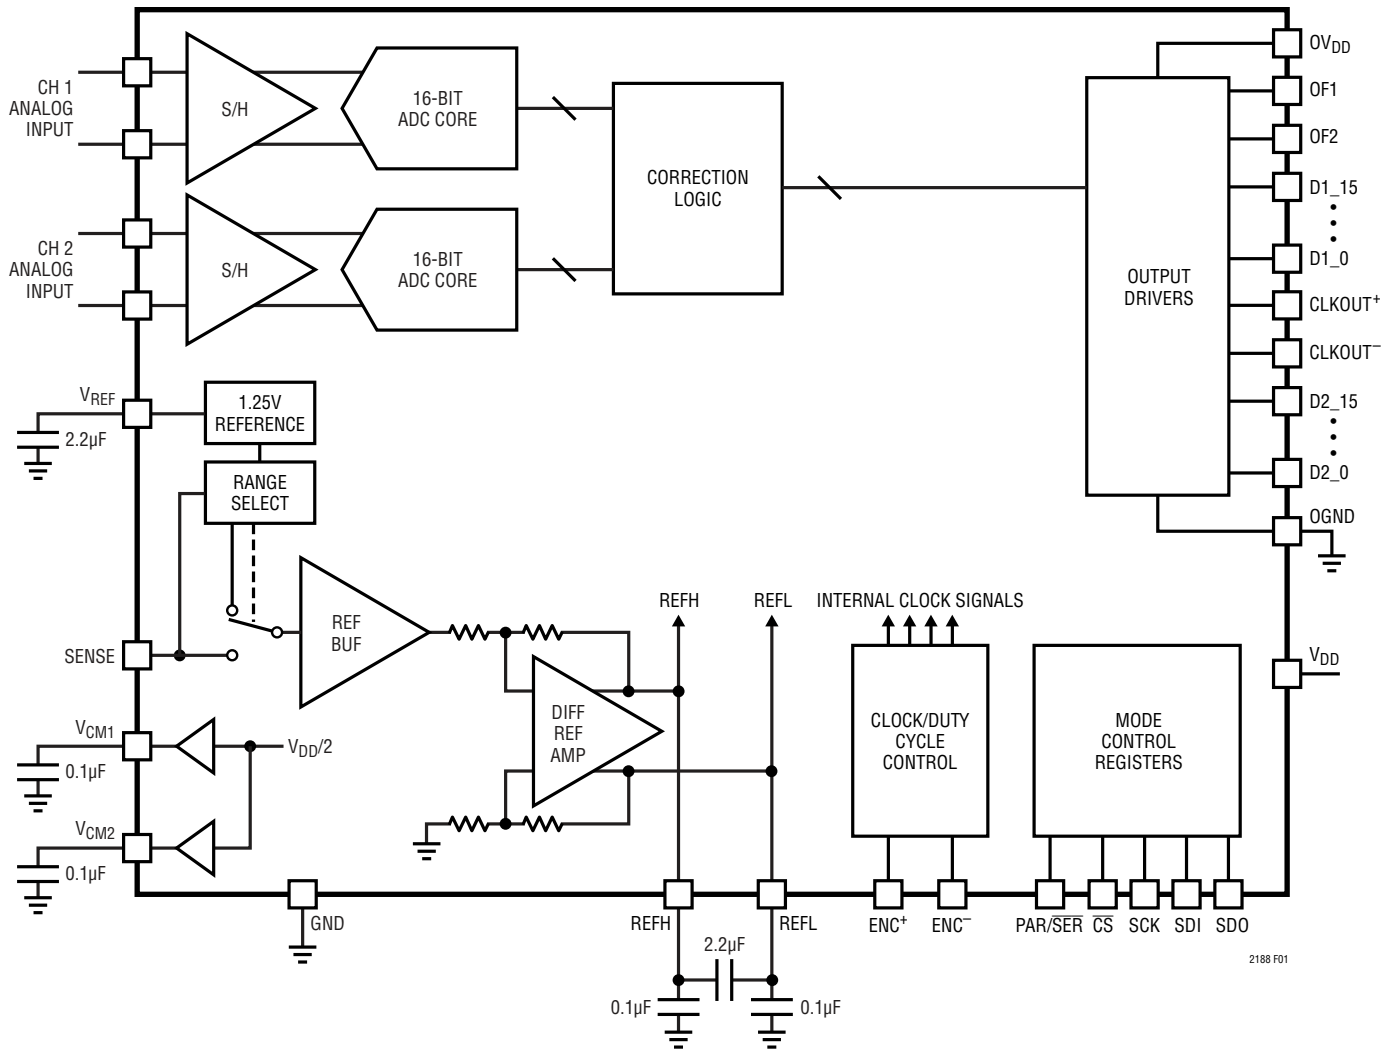 CH 1
ANALOG
INPUT
S/H
16-BIT
ADC CORE
CORRECTION
LOGIC
CH 2
ANALOG
INPUT
S/H
16-BIT
ADC CORE
OUTPUT
DRIVERS
OVDD
OF1
OF2
D1_15
D1_0
CLKOUT+
CLKOUT–
D2_15
D2_0
OGND
VREF
2.2µF
1.25V
REFERENCE
RANGE
SELECT
SENSE
REF
BUF
VCM1
0.1µF
VDD/2
VCM2
0.1µF
GND
DIFF
REF
AMP
REFH
REFL
REFH
REFL
2.2µF
0.1µF
0.1µF
INTERNAL CLOCK SIGNALS
CLOCK/DUTY
CYCLE
CONTROL
ENC+
ENC–
MODE
CONTROL
REGISTERS
VDD
PAR/S̅E̅R̅
C̅S̅
SCK
SDI
SDO
2188 F01